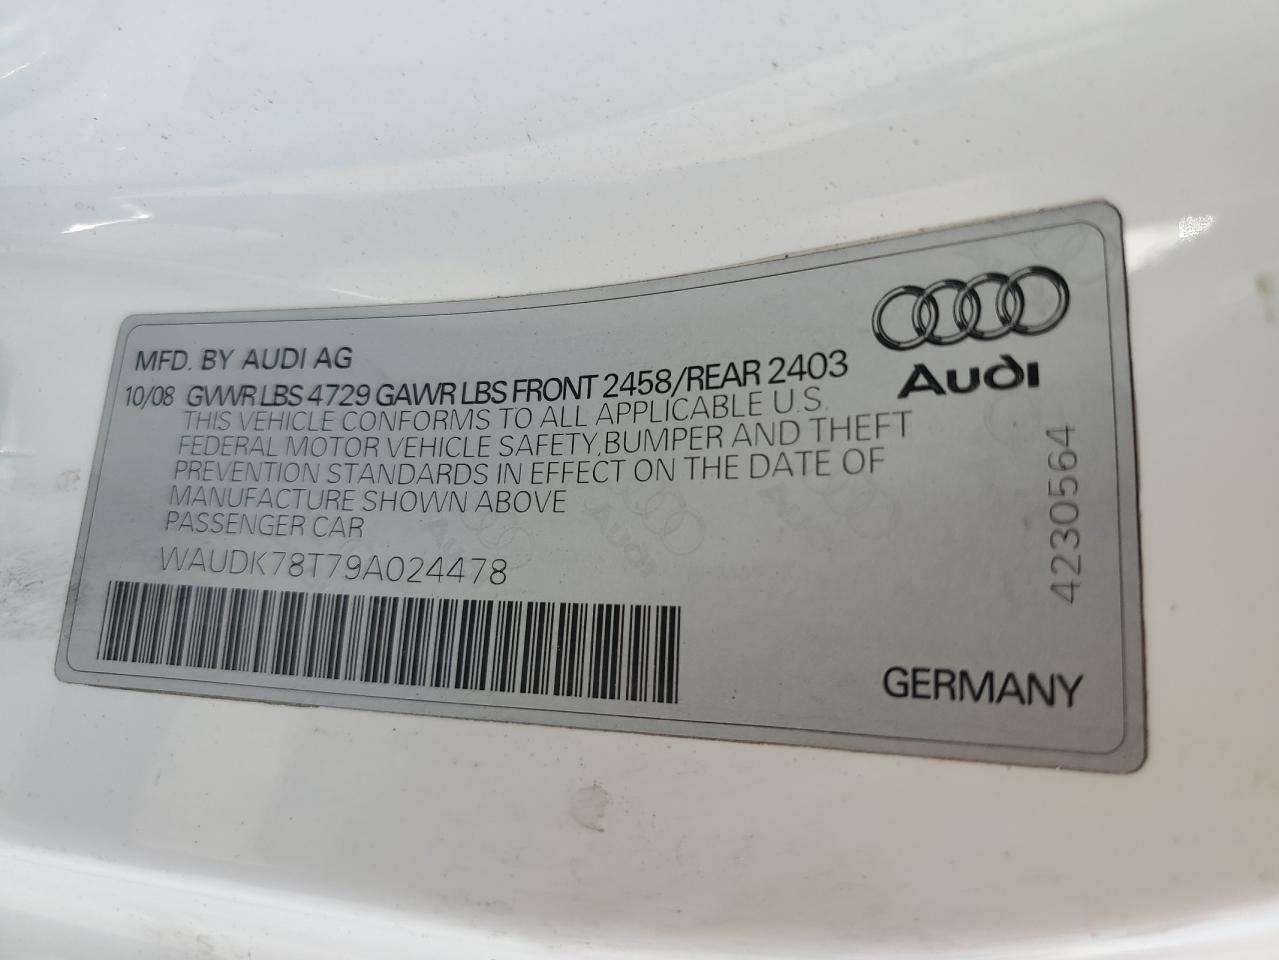 MFD. BY AUDI AG
10/08 GVWR LBS 4729 GAWR LBS FRONT 2458/REAR 2403
THIS VEHICLE CONFORMS TO ALL APPLICABLE U.S.
FEDERAL MOTOR VEHICLE SAFETY, BUMPER AND THEFT
PREVENTION STANDARDS IN EFFECT ON THE DATE OF
MANUFACTURE SHOWN ABOVE
PASSENGER CAR
WAUDK78T79A024478
Audi
4230564
GERMANY